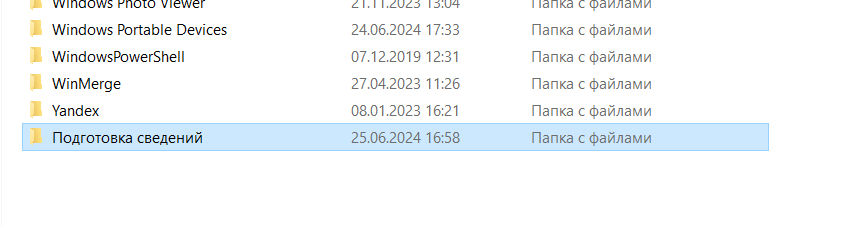 Windows Photo Viewer 21.11.2023 13:04 Папка с файлами
Windows Portable Devices 24.06.2024 17:33 Папка с файлами
WindowsPowerShell 07.12.2019 12:31 Папка с файлами
WinMerge 27.04.2023 11:26 Папка с файлами
Yandex 08.01.2023 16:21 Папка с файлами
Подготовка сведений 25.06.2024 16:58 Папка с файлами